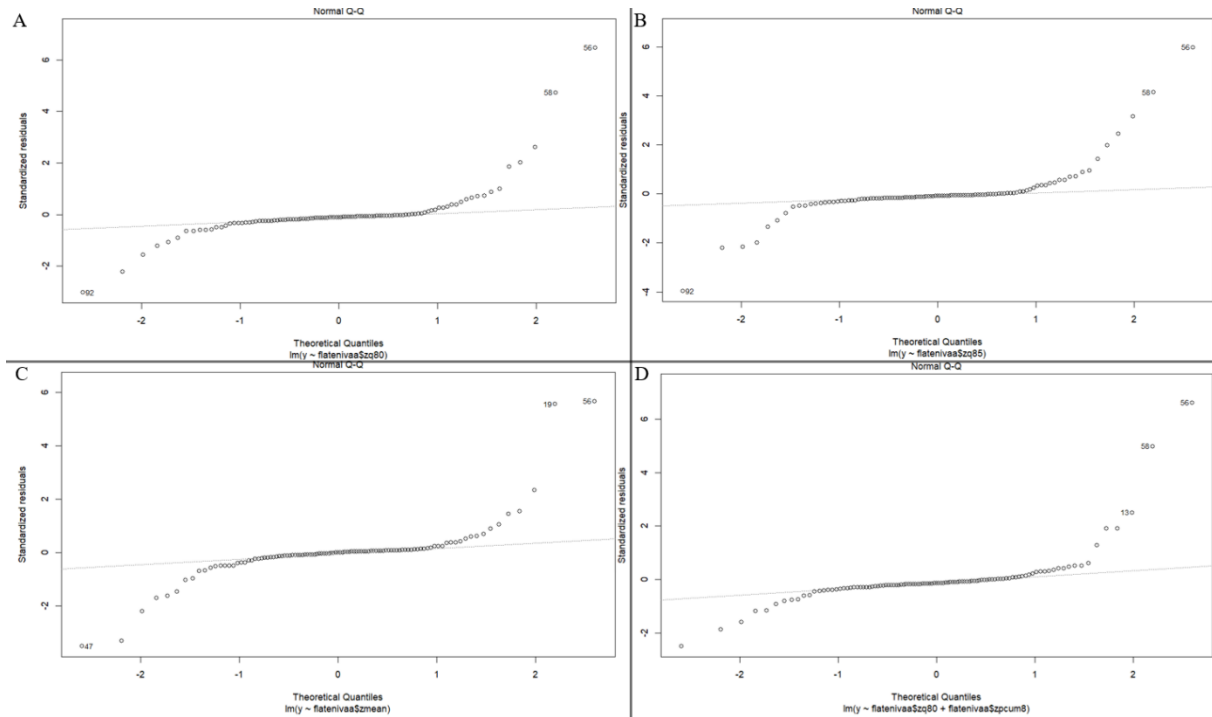 A
Normal Q-Q
Standardized residuals
6
4
2
0
-2
56
58
92
-2
-1
0
1
2
Theoretical Quantiles
lm(y ~ flatenivaa$zq80)
B
Normal Q-Q
Standardized residuals
6
4
2
0
-2
-4
56
58
92
-2
-1
0
1
2
Theoretical Quantiles
lm(y ~ flatenivaa$zq85)
C
Normal Q-Q
Standardized residuals
6
4
2
0
-2
19
56
47
-2
-1
0
1
2
Theoretical Quantiles
lm(y ~ flatenivaa$zmean)
D
Normal Q-Q
Standardized residuals
6
4
2
0
-2
56
58
13
-2
-1
0
1
2
Theoretical Quantiles
lm(y ~ flatenivaa$zq80 + flatenivaa$zpcum8)